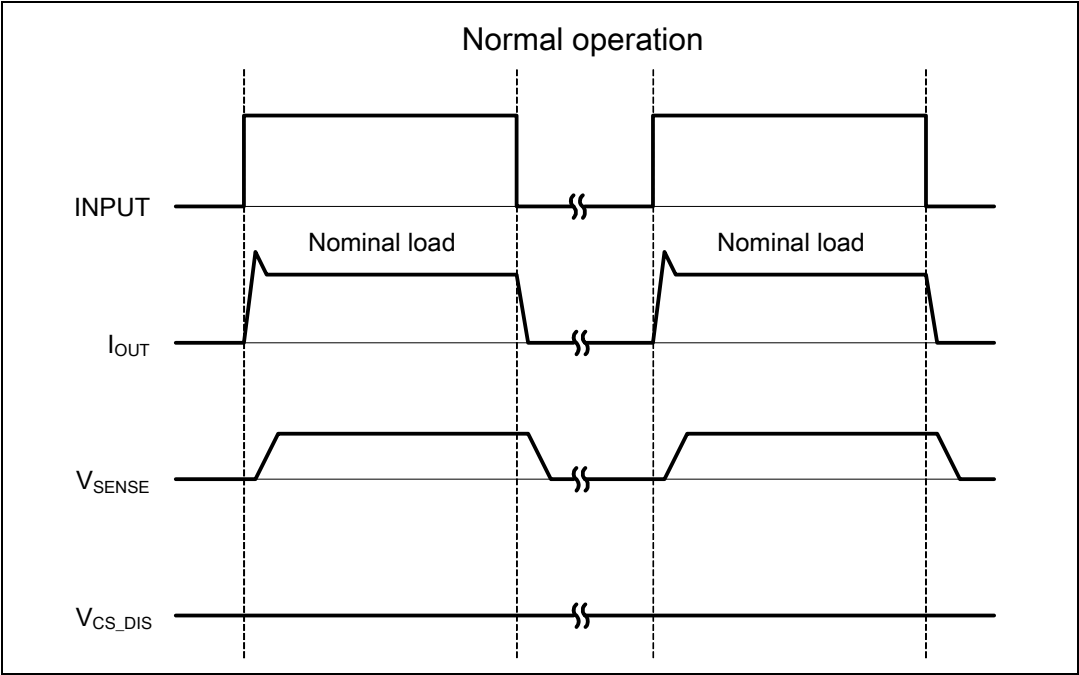 Normal operation
INPUT
Nominal load Nominal load
IOUT
VSENSE
VCS_DIS